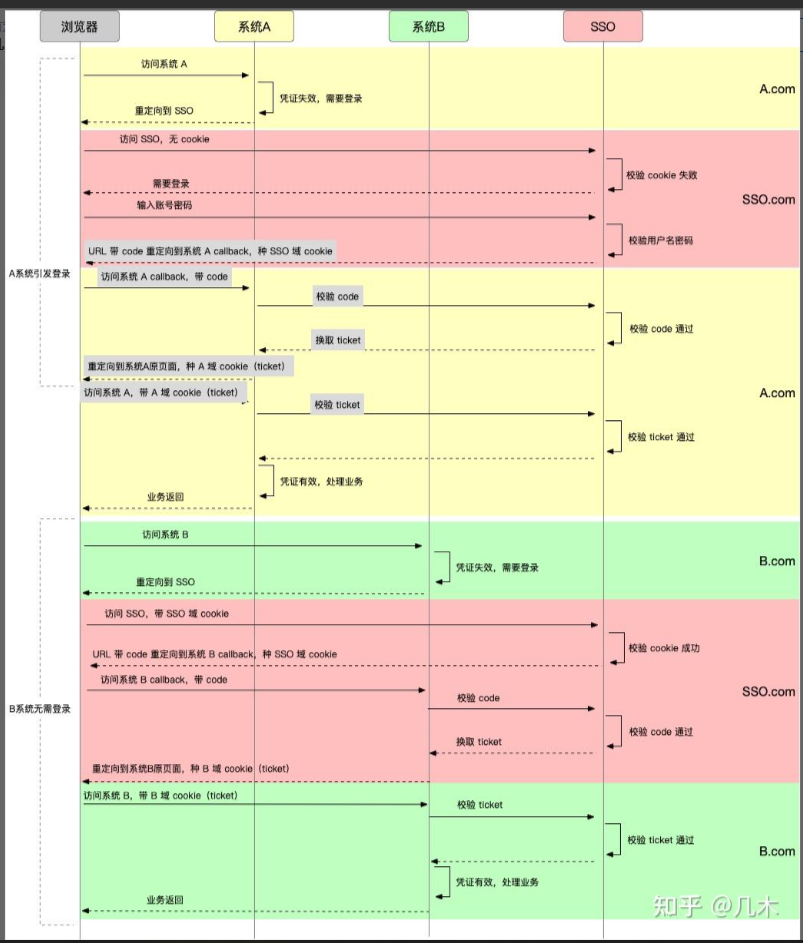 浏览器
系统A
系统B
SSO
访问系统 A
A.com
凭证失效，需要登录
重定向到 SSO
访问 SSO，无 cookie
校验 cookie 失败
需要登录
SSO.com
输入账号密码
校验用户名密码
URL 带 code 重定向到系统 A callback，种 SSO 域 cookie
A系统引发登录
访问系统 A callback，带 code
校验 code
校验 code 通过
换取 ticket
重定向到系统A原页面，种 A 域 cookie（ticket）
访问系统 A，带 A 域 cookie（ticket）
A.com
校验 ticket
校验 ticket 通过
凭证有效，处理业务
业务返回
访问系统 B
B.com
凭证失效，需要登录
重定向到 SSO
访问 SSO，带 SSO 域 cookie
校验 cookie 成功
URL 带 code 重定向到系统 B callback，种 SSO 域 cookie
访问系统 B callback，带 code
SSO.com
校验 code
B系统无需登录
校验 code 通过
换取 ticket
重定向到系统B原页面，种 B 域 cookie（ticket）
访问系统 B，带 B 域 cookie（ticket）
校验 ticket
校验 ticket 通过
B.com
凭证有效，处理业务
业务返回
知乎 @几木